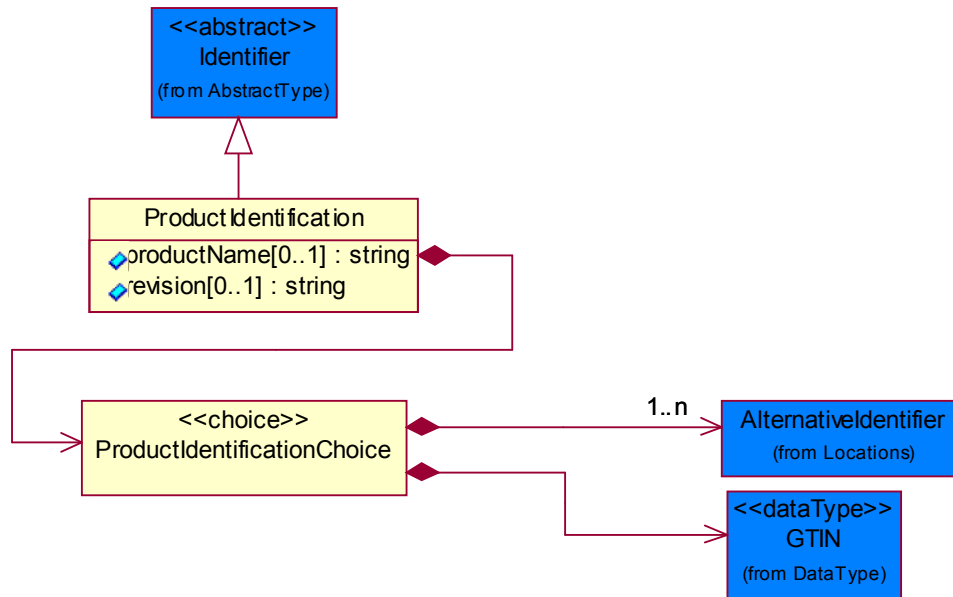 <<abstract>>
Identifier
(from AbstractType)
ProductIdentification
productName[0..1] : string
revision[0..1] : string
<<choice>>
ProductIdentificationChoice
1..n
AlternativeIdentifier
(from Locations)
<<dataType>>
GTIN
(from DataType)